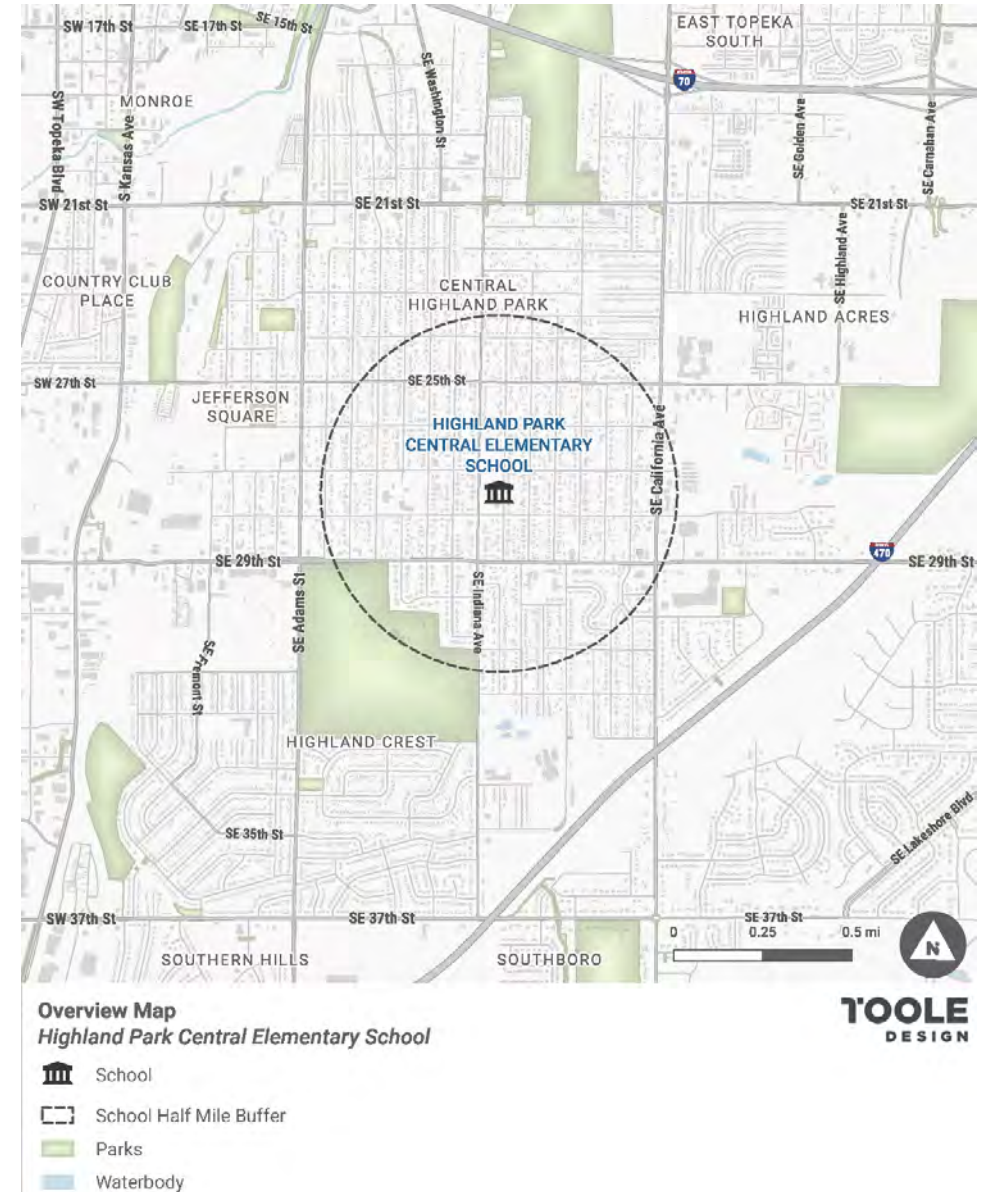 SW 17th St
SE 17th St
SE 15th St
EAST TOPEKA
SOUTH
70
SE Washington St
MONROE
SW Topeka Blvd
S Kansas Ave
SE Golden Ave
SE Carnahan Ave
SW 21st St
SE 21st St
SE 21st St
SE Highland Ave
COUNTRY CLUB
PLACE
CENTRAL
HIGHLAND PARK
HIGHLAND ACRES
SW 27th St
SE 25th St
JEFFERSON
SQUARE
HIGHLAND PARK
CENTRAL ELEMENTARY
SCHOOL
SE California Ave
SE 29th St
470
SE 29th St
SE Adams St
SE Indiana Ave
SE Fremont St
HIGHLAND CREST
SE 35th St
SE Lakeshore Blvd
SW 37th St
SE 37th St
SE 37th St
0 0.25 0.5 mi
N
SOUTHERN HILLS
SOUTHBORO
Overview Map
Highland Park Central Elementary School
TOOLE
DESIGN
School
School Half Mile Buffer
Parks
Waterbody